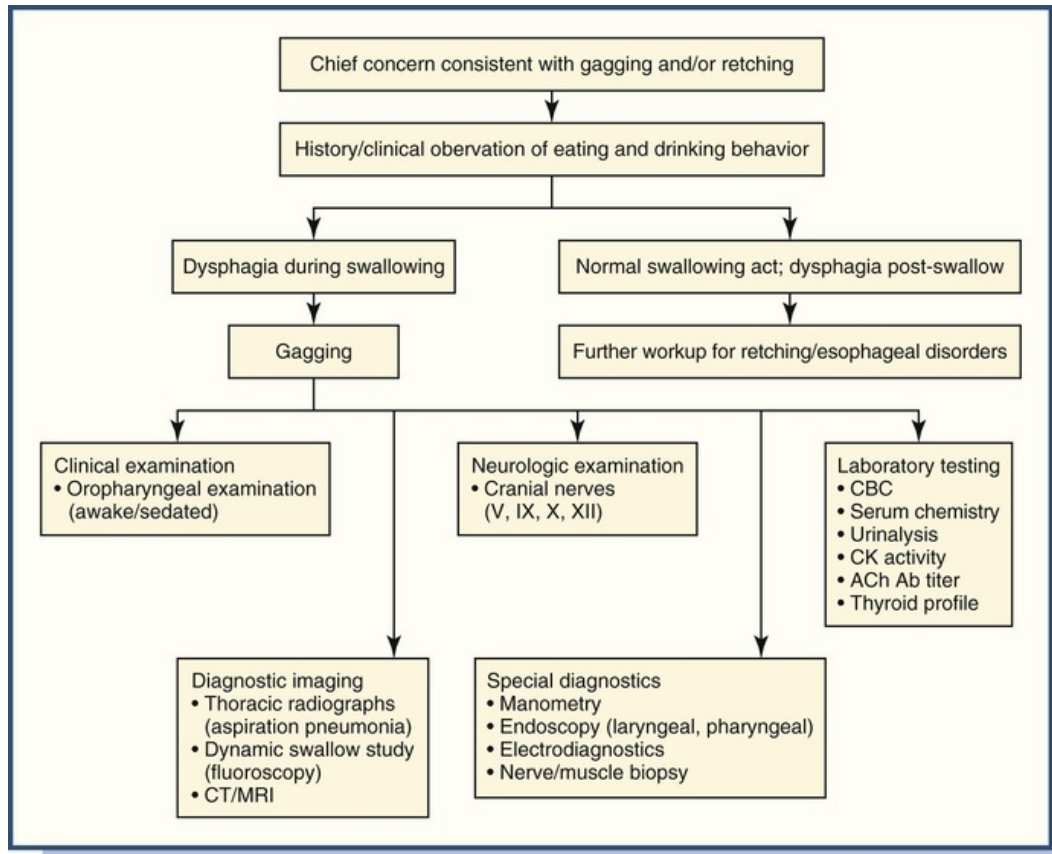 Chief concern consistent with gagging and/or retching
History/clinical obervation of eating and drinking behavior
Dysphagia during swallowing
Normal swallowing act; dysphagia post-swallow
Gagging
Further workup for retching/esophageal disorders
Clinical examination
• Oropharyngeal examination
(awake/sedated)
Neurologic examination
• Cranial nerves
(V, IX, X, XII)
Laboratory testing
• CBC
• Serum chemistry
• Urinalysis
• CK activity
• ACh Ab titer
• Thyroid profile
Diagnostic imaging
• Thoracic radiographs
(aspiration pneumonia)
• Dynamic swallow study
(fluoroscopy)
• CT/MRI
Special diagnostics
• Manometry
• Endoscopy (laryngeal, pharyngeal)
• Electrodiagnostics
• Nerve/muscle biopsy